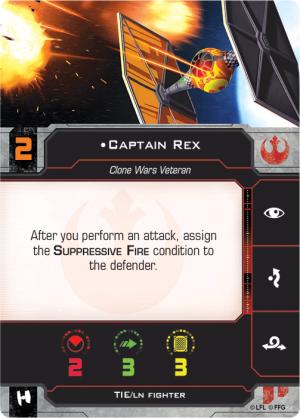 2
•Captain Rex
Clone Wars Veteran
After you perform an attack, assign
the Suppressive Fire condition to
the defender.
2 3 3
TIE/LN FIGHTER
©LFL ©FFG